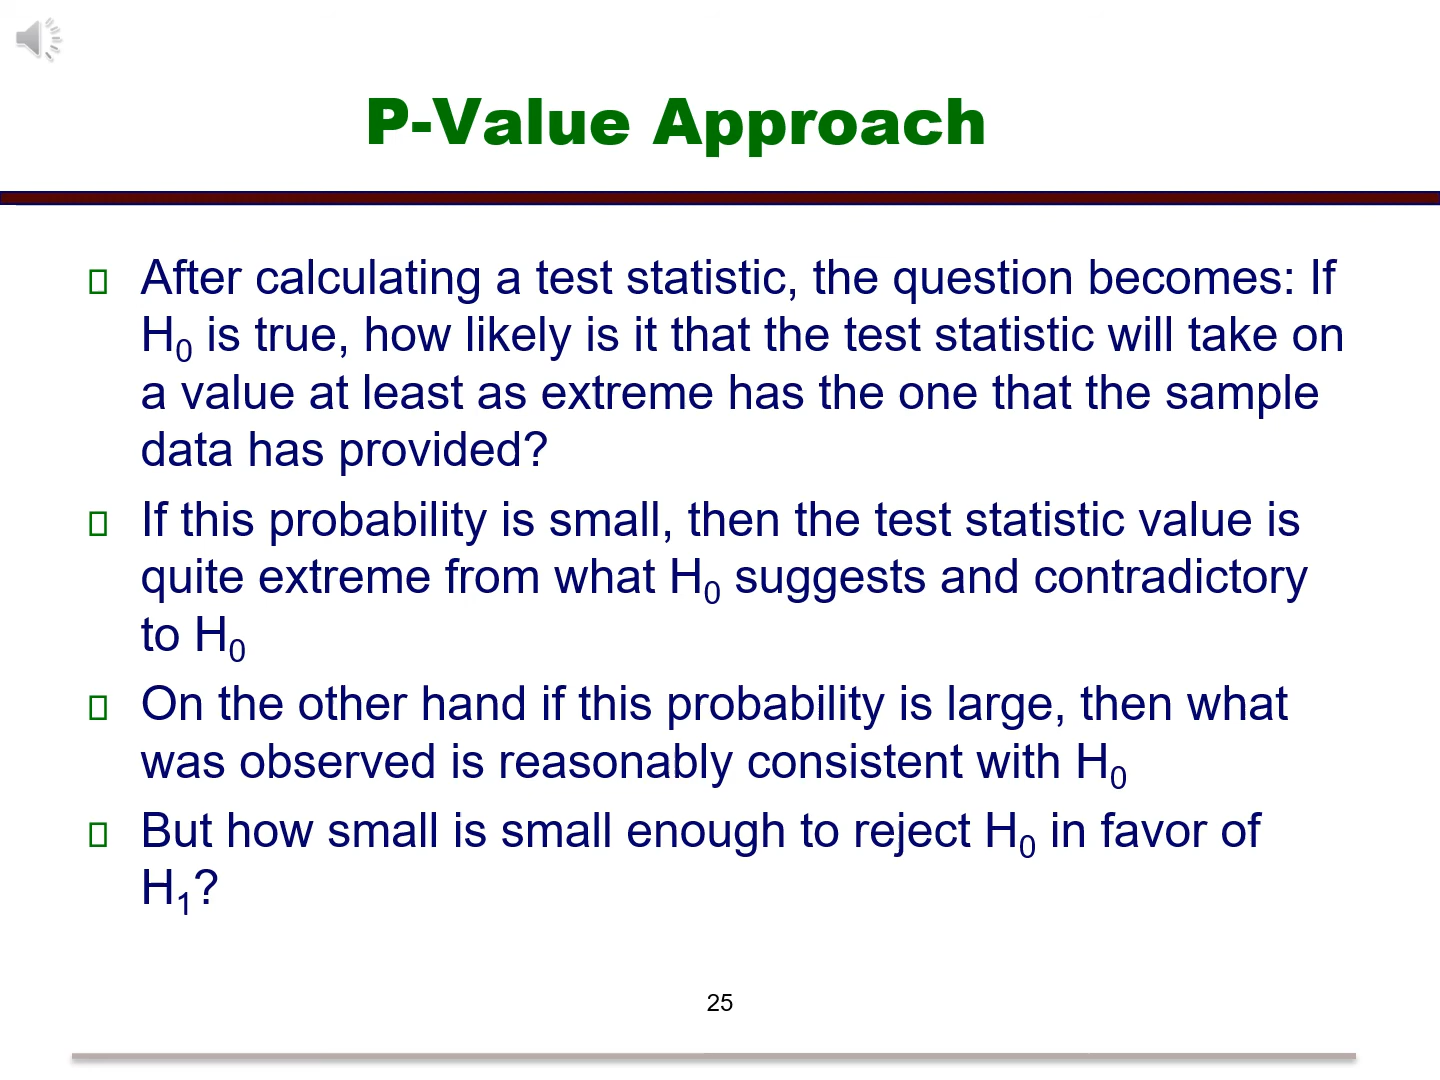 P-Value Approach
After calculating a test statistic, the question becomes: If
H₀ is true, how likely is it that the test statistic will take on
a value at least as extreme has the one that the sample
data has provided?
If this probability is small, then the test statistic value is
quite extreme from what H₀ suggests and contradictory
to H₀
On the other hand if this probability is large, then what
was observed is reasonably consistent with H₀
But how small is small enough to reject H₀ in favor of
H₁?
25